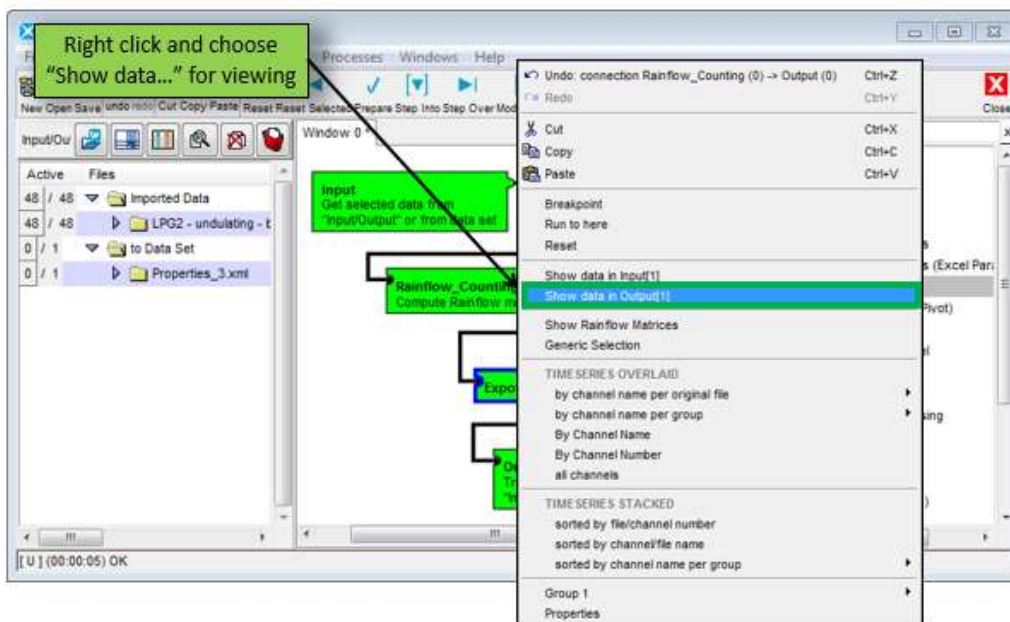 Right click and choose
"Show data..." for viewing
Processes Windows Help
New Open Save undo redo Cut Copy Paste Reset Reset Selected Prepare Step Into Step Over
Close
Window 0 *
Active Files
48 / 48 Imported Data
48 / 48 LPG2 - undulating -
0 / 1 to Data Set
0 / 1 Properties_3.xml
Input
Get selected data from
"Input/Output" or from data set
Rainflow_Counting
Compute Rainflow
Undo: connection Rainflow_Counting (0) -> Output (0) Ctrl+Z
Redo Ctrl+Y
Cut Ctrl+X
Copy Ctrl+C
Paste Ctrl+V
Breakpoint
Run to here
Reset
Show data in Input[1]
Show data in Output[1]
Show Rainflow Matrices
Generic Selection
TIMESERIES OVERLAID
by channel name per original file
by channel name per group
By Channel Name
By Channel Number
all channels
TIMESERIES STACKED
sorted by file/channel number
sorted by channel/file name
sorted by channel name per group
Group 1
Properties
(Excel
[ U ] (00:00:05) OK